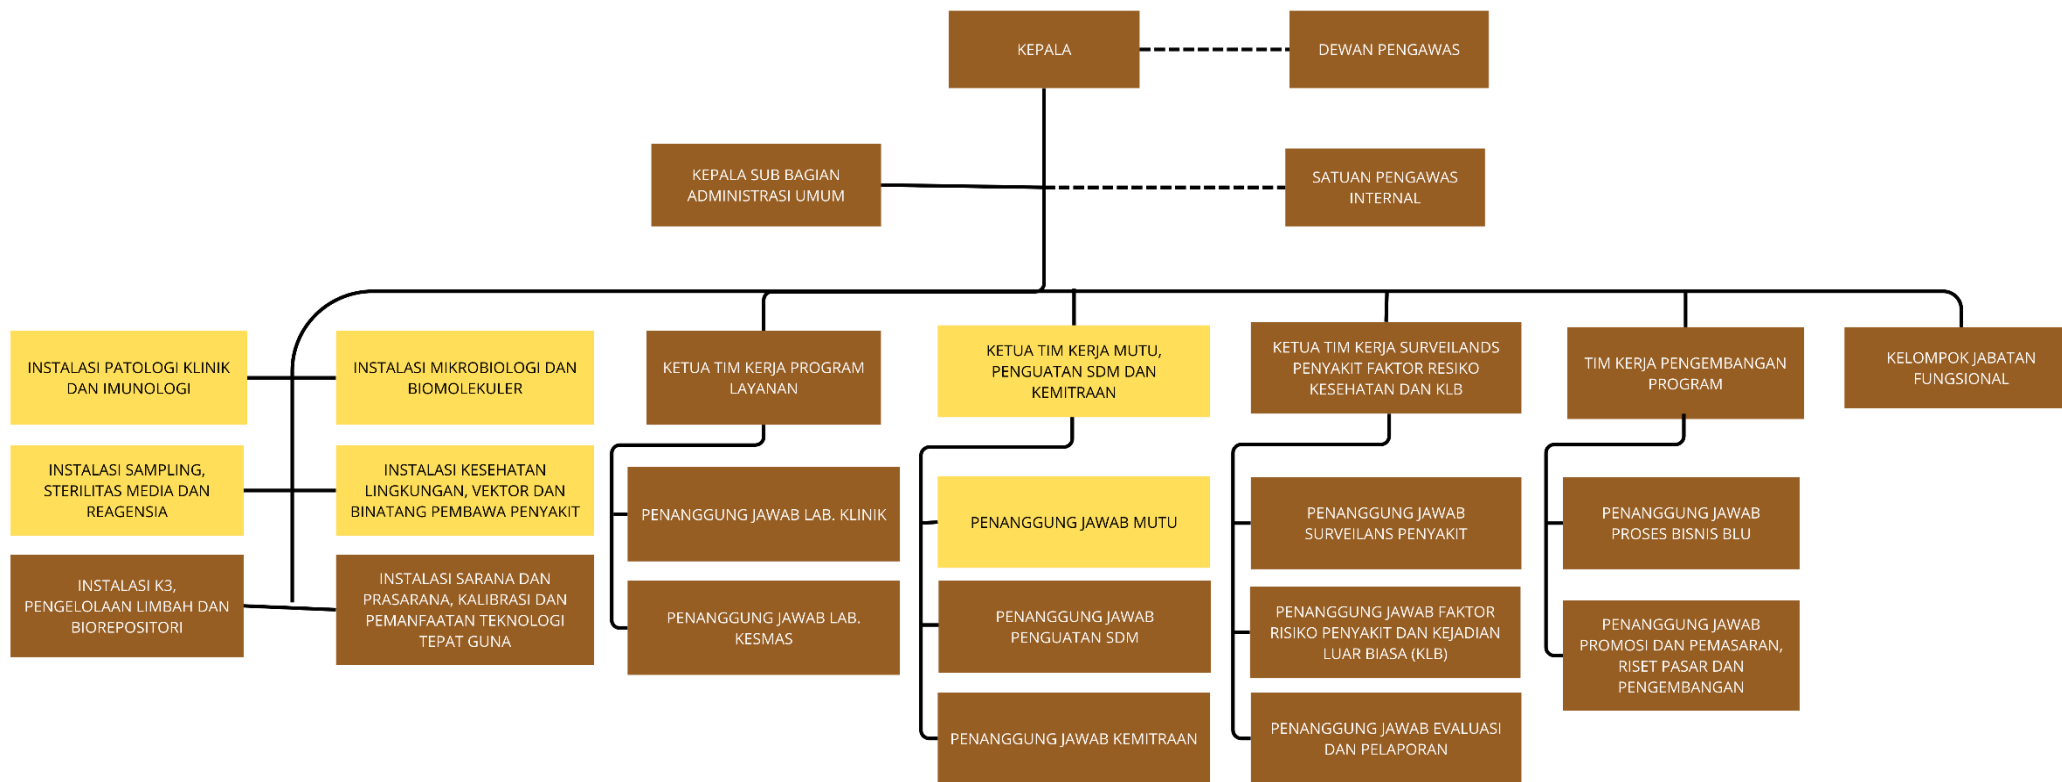 KEPALA
DEWAN PENGAWAS
KEPALA SUB BAGIAN
ADMINISTRASI UMUM
SATUAN PENGAWAS
INTERNAL
INSTALASI PATOLOGI KLINIK
DAN IMUNOLOGI
INSTALASI MIKROBIOLOGI DAN
BIOMOLEKULER
INSTALASI SAMPLING,
STERILITAS MEDIA DAN
REAGENSIA
INSTALASI KESEHATAN
LINGKUNGAN, VEKTOR DAN
BINATANG PEMBAWA PENYAKIT
INSTALASI K3,
PENGELOLAAN LIMBAH DAN
BIOREPOSITORI
INSTALASI SARANA DAN
PRASARANA, KALIBRASI DAN
PEMANFAATAN TEKNOLOGI
TEPAT GUNA
KETUA TIM KERJA PROGRAM
LAYANAN
PENANGGUNG JAWAB LAB. KLINIK
PENANGGUNG JAWAB LAB.
KESMAS
KETUA TIM KERJA MUTU,
PENGUATAN SDM DAN
KEMITRAAN
PENANGGUNG JAWAB MUTU
PENANGGUNG JAWAB
PENGUATAN SDM
PENANGGUNG JAWAB KEMITRAAN
KETUA TIM KERJA SURVEILANDS
PENYAKIT FAKTOR RESIKO
KESEHATAN DAN KLB
PENANGGUNG JAWAB
SURVEILANS PENYAKIT
PENANGGUNG JAWAB FAKTOR
RISIKO PENYAKIT DAN KEJADIAN
LUAR BIASA (KLB)
PENANGGUNG JAWAB EVALUASI
DAN PELAPORAN
TIM KERJA PENGEMBANGAN
PROGRAM
PENANGGUNG JAWAB
PROSES BISNIS BLU
PENANGGUNG JAWAB
PROMOSI DAN PEMASARAN,
RISET PASAR DAN
PENGEMBANGAN
KELOMPOK JABATAN
FUNGSIONAL